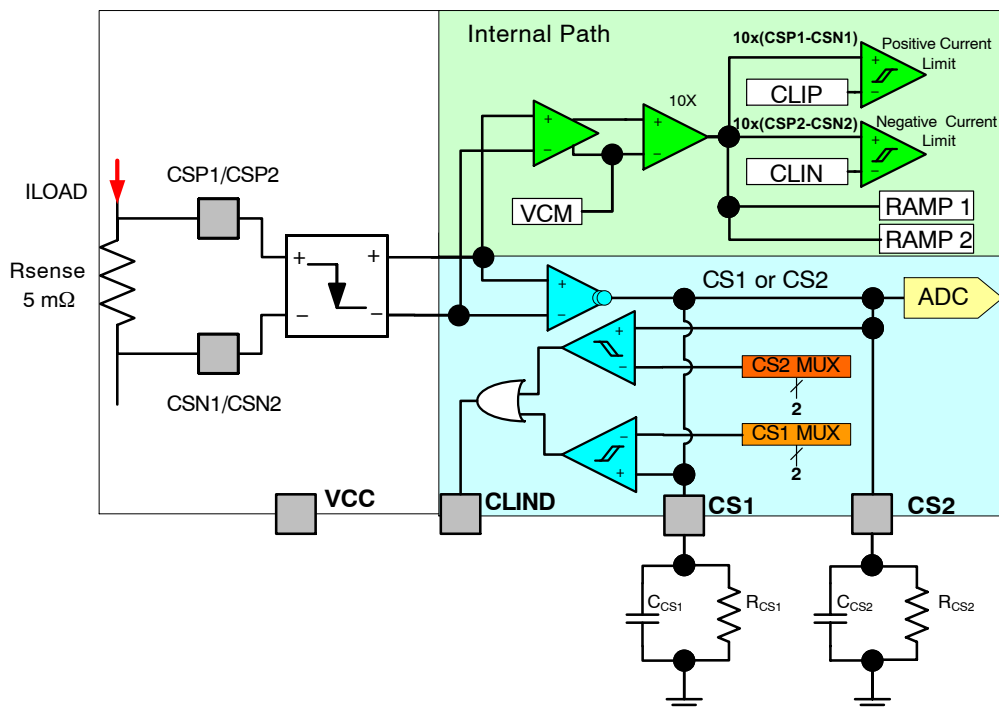 Internal Path
10x(CSP1-CSN1)
Positive Current
Limit
CLIP
10X
10x(CSP2-CSN2)
Negative Current
Limit
CLIN
VCM
RAMP 1
RAMP 2
ILOAD
CSP1/CSP2
Rsense
5 mΩ
CSN1/CSN2
CS1 or CS2
ADC
CS2 MUX
2
CS1 MUX
2
VCC
CLIND
CS1
CS2
CCS1
RCS1
CCS2
RCS2